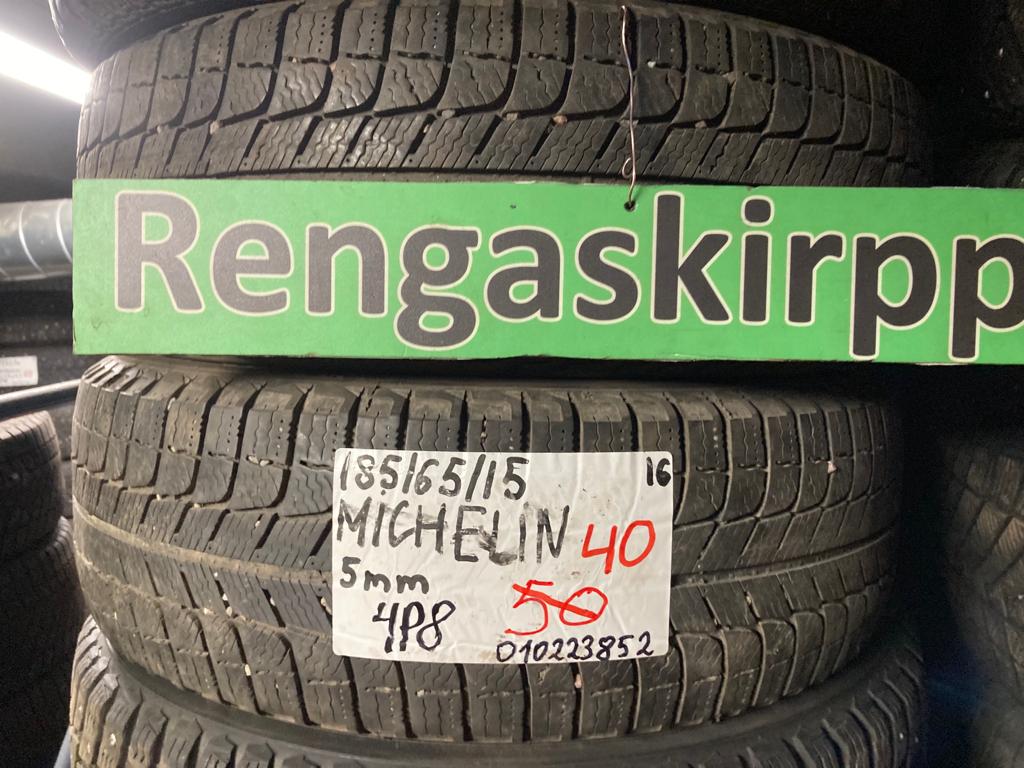 Rengaskirpp
185/65/15 16
MICHELIN 40
5mm 50
4P8
010223852